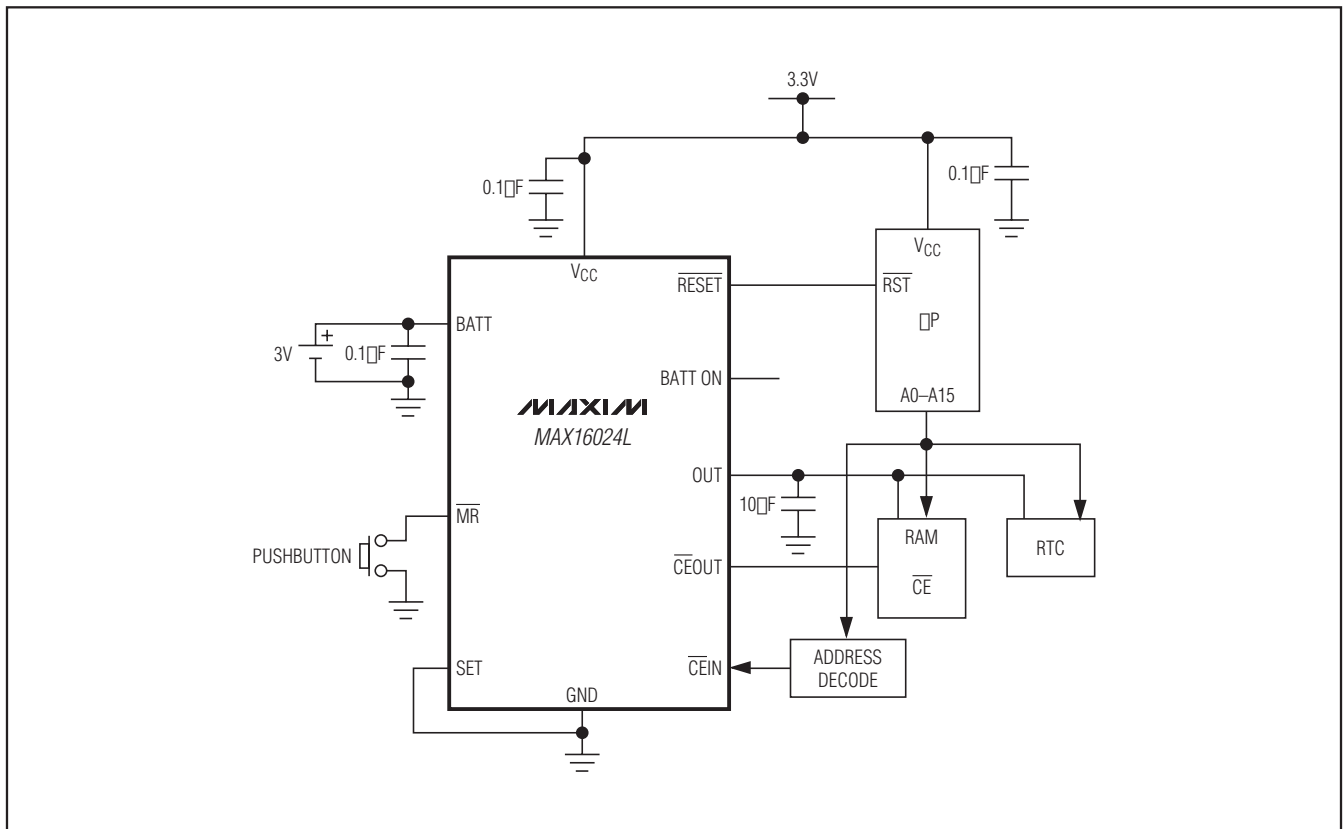 3.3V
0.1▯F
0.1▯F
VCC
VCC
RESET
RST
▯P
BATT
+
3V
0.1▯F
BATT ON
A0–A15
MAXIM
MAX16024L
OUT
10▯F
MR
RAM
RTC
PUSHBUTTON
CEOUT
CE
SET
CEIN
ADDRESS
DECODE
GND